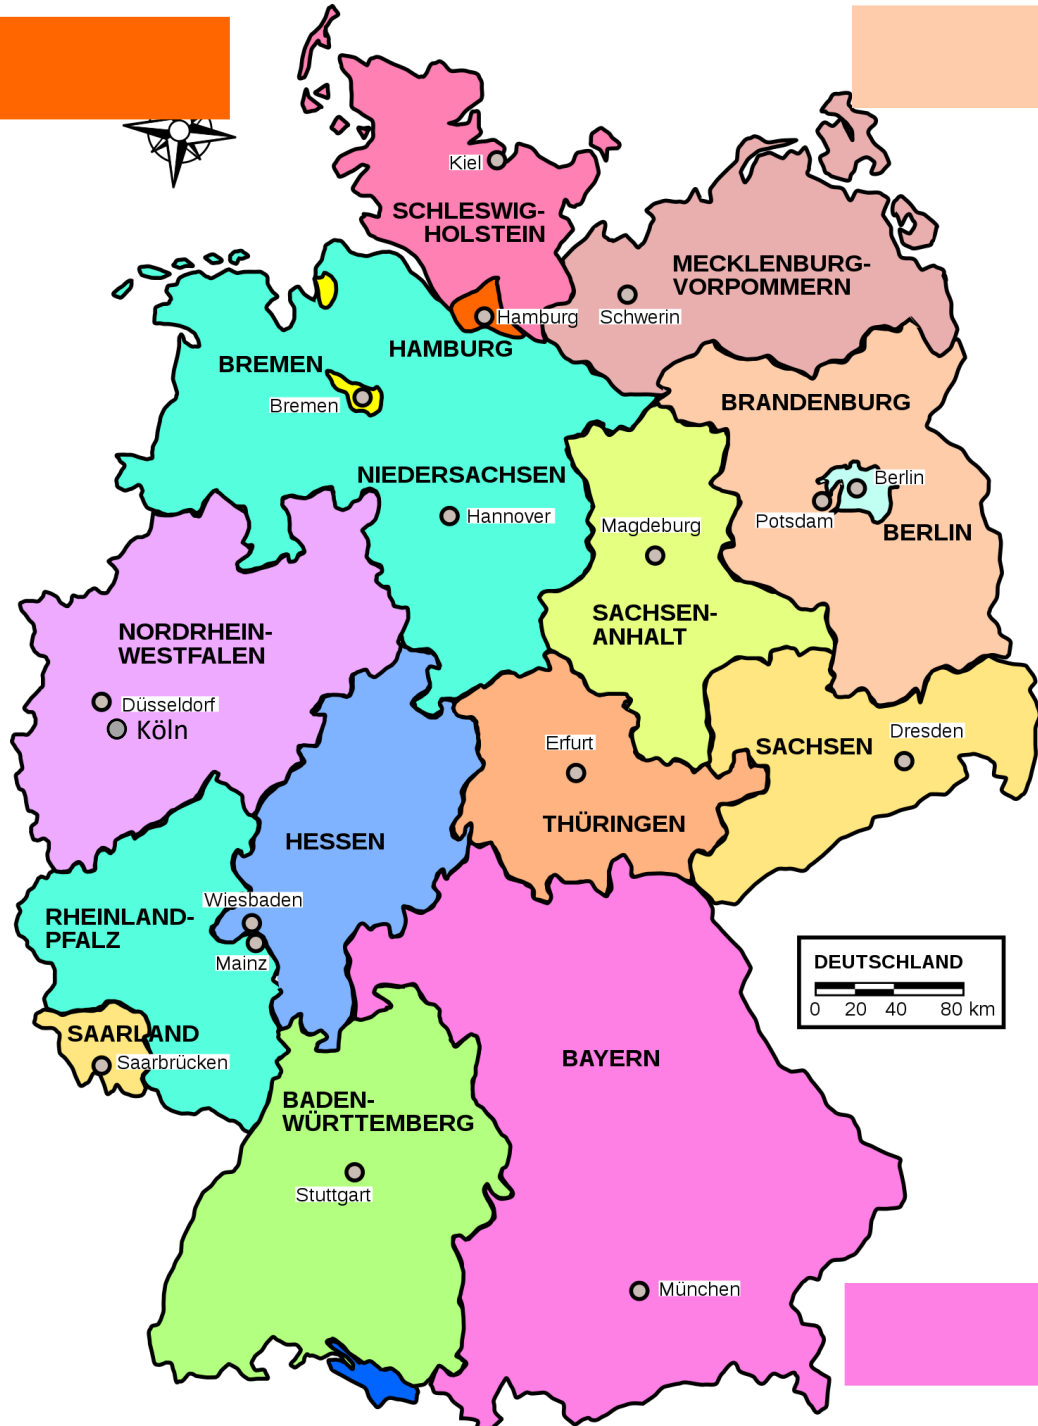 Kiel
SCHLESWIG-
HOLSTEIN
MECKLENBURG-
VORPOMMERN
Hamburg
Schwerin
HAMBURG
BREMEN
Bremen
BRANDENBURG
NIEDERSACHSEN
Hannover
Magdeburg
Berlin
Potsdam
BERLIN
SACHSEN-
ANHALT
NORDRHEIN-
WESTFALEN
Düsseldorf
Köln
Erfurt
Dresden
SACHSEN
THÜRINGEN
HESSEN
Wiesbaden
RHEINLAND-
PFALZ
Mainz
DEUTSCHLAND
0 20 40 80 km
SAARLAND
Saarbrücken
BAYERN
BADEN-
WÜRTTEMBERG
Stuttgart
München